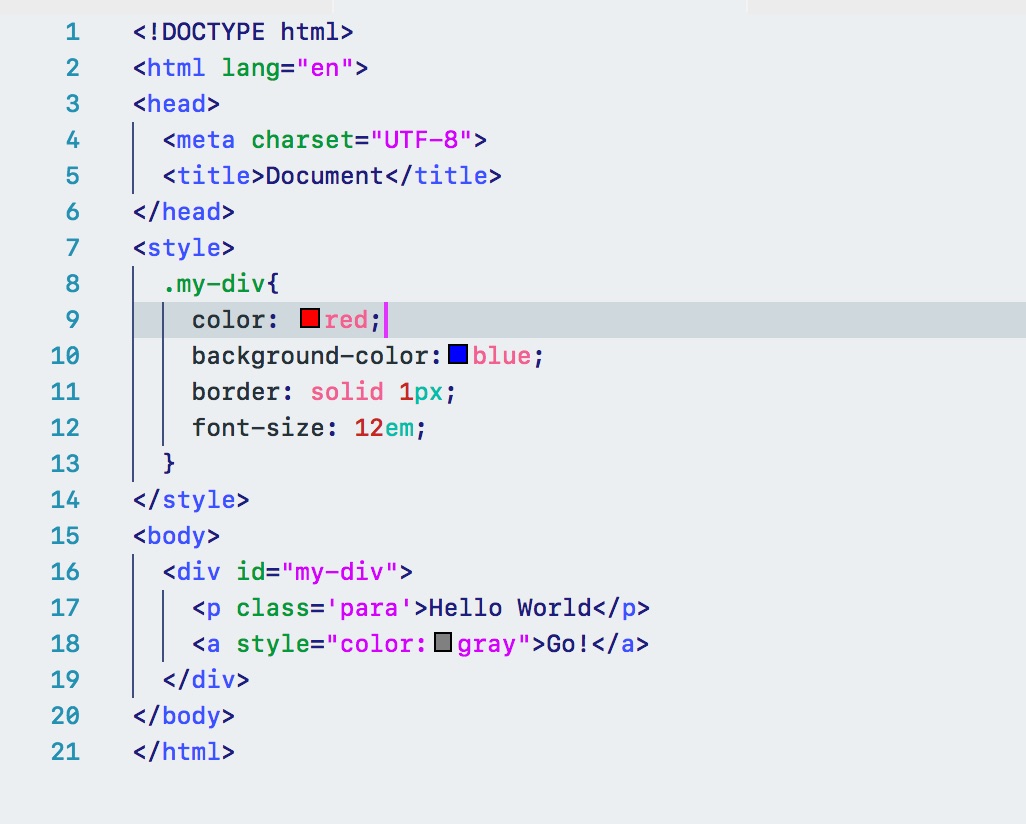 1 <!DOCTYPE html>
2 <html lang="en">
3 <head>
4   <meta charset="UTF-8">
5   <title>Document</title>
6 </head>
7 <style>
8   .my-div{
9     color: red;
10     background-color:blue;
11     border: solid 1px;
12     font-size: 12em;
13   }
14 </style>
15 <body>
16   <div id="my-div">
17     <p class='para'>Hello World</p>
18     <a style="color:gray">Go!</a>
19   </div>
20 </body>
21 </html>